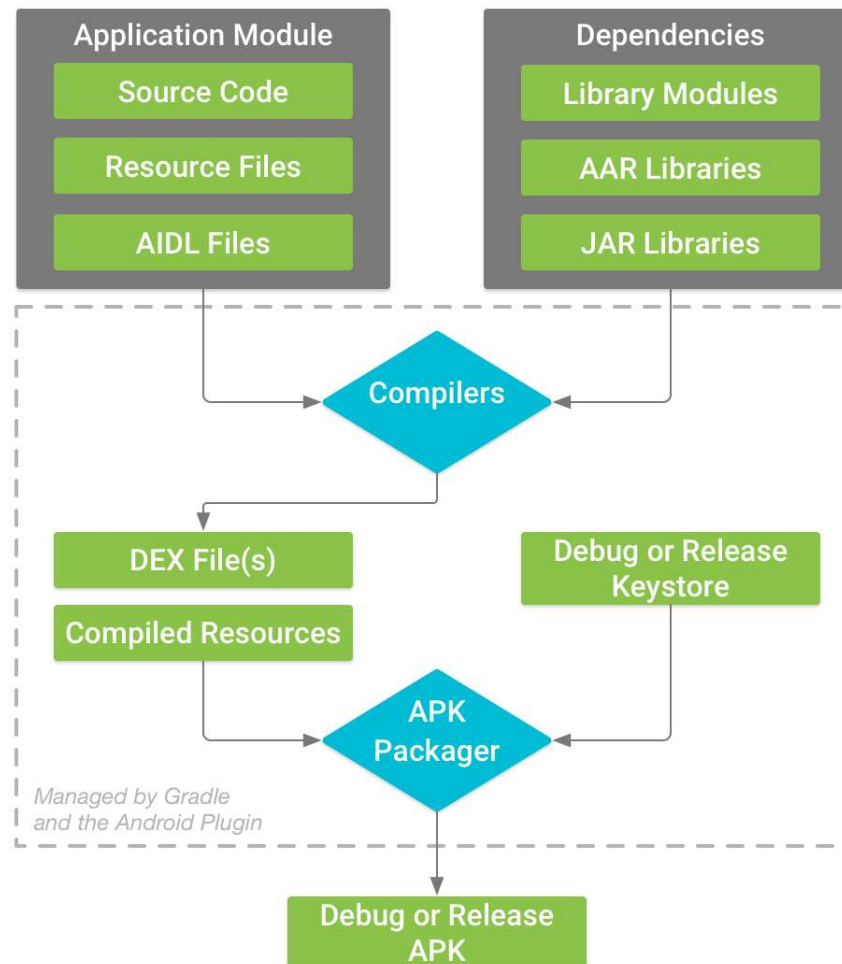 Application Module
Source Code
Resource Files
AIDL Files
Dependencies
Library Modules
AAR Libraries
JAR Libraries
Compilers
DEX File(s)
Compiled Resources
Debug or Release
Keystore
APK
Packager
Managed by Gradle
and the Android Plugin
Debug or Release
APK